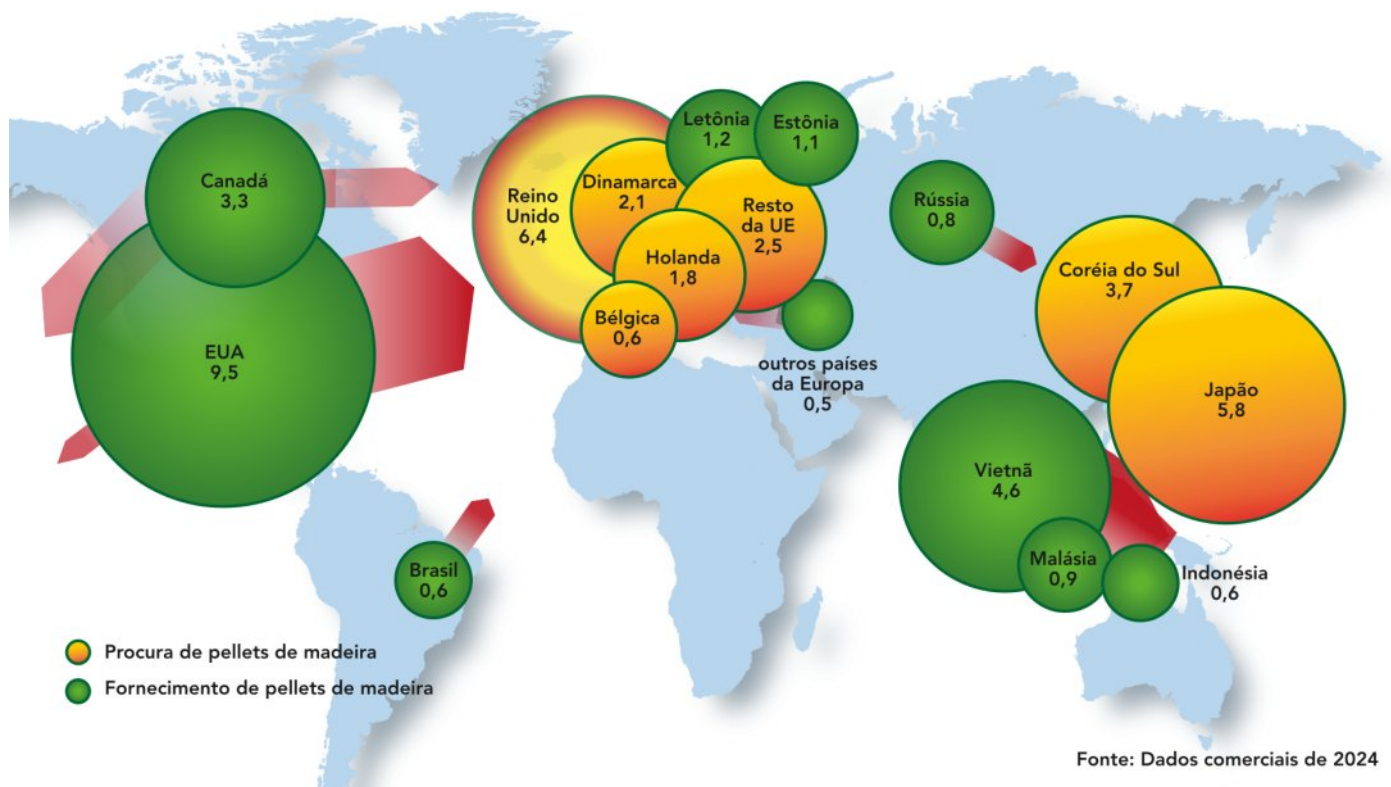 Canadá
3,3
EUA
9,5
Brasil
0,6
Reino
Unido
6,4
Dinamarca
2,1
Letônia
1,2
Estônia
1,1
Resto
da UE
2,5
Holanda
1,8
Bélgica
0,6
outros países
da Europa
0,5
Rússia
0,8
Coréia do Sul
3,7
Japão
5,8
Vietnã
4,6
Malásia
0,9
Indonésia
0,6
Procura de pellets de madeira
Fornecimento de pellets de madeira
Fonte: Dados comerciais de 2024